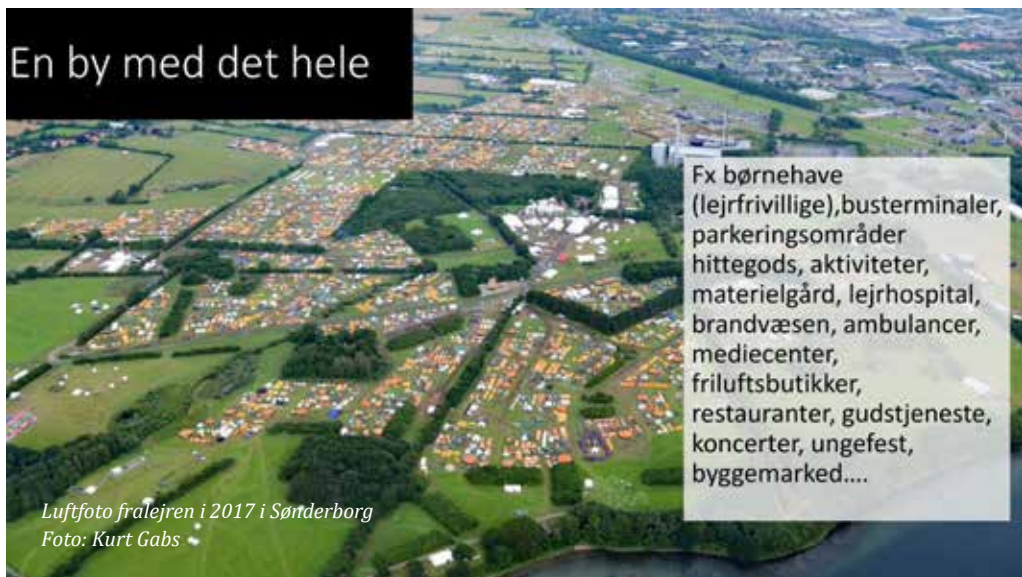 En by med det hele
Fx børnehave
(lejrfrivillige),busterminaler,
parkeringsområder
hittegods, aktiviteter,
materielgård, lejrhospital,
brandvæsen, ambulancer,
mediecenter,
friluftsbutikker,
restauranter, gudstjeneste,
koncerter, ungefest,
byggemarked....
Luftfoto fralejren i 2017 i Sønderborg
Foto: Kurt Gabs